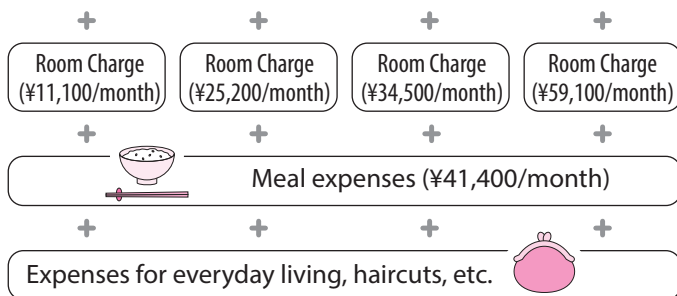 + + + +
Room Charge
(¥11,100/month)
Room Charge
(¥25,200/month)
Room Charge
(¥34,500/month)
Room Charge
(¥59,100/month)
+ + + +
Meal expenses (¥41,400/month)
+ + + +
Expenses for everyday living, haircuts, etc.